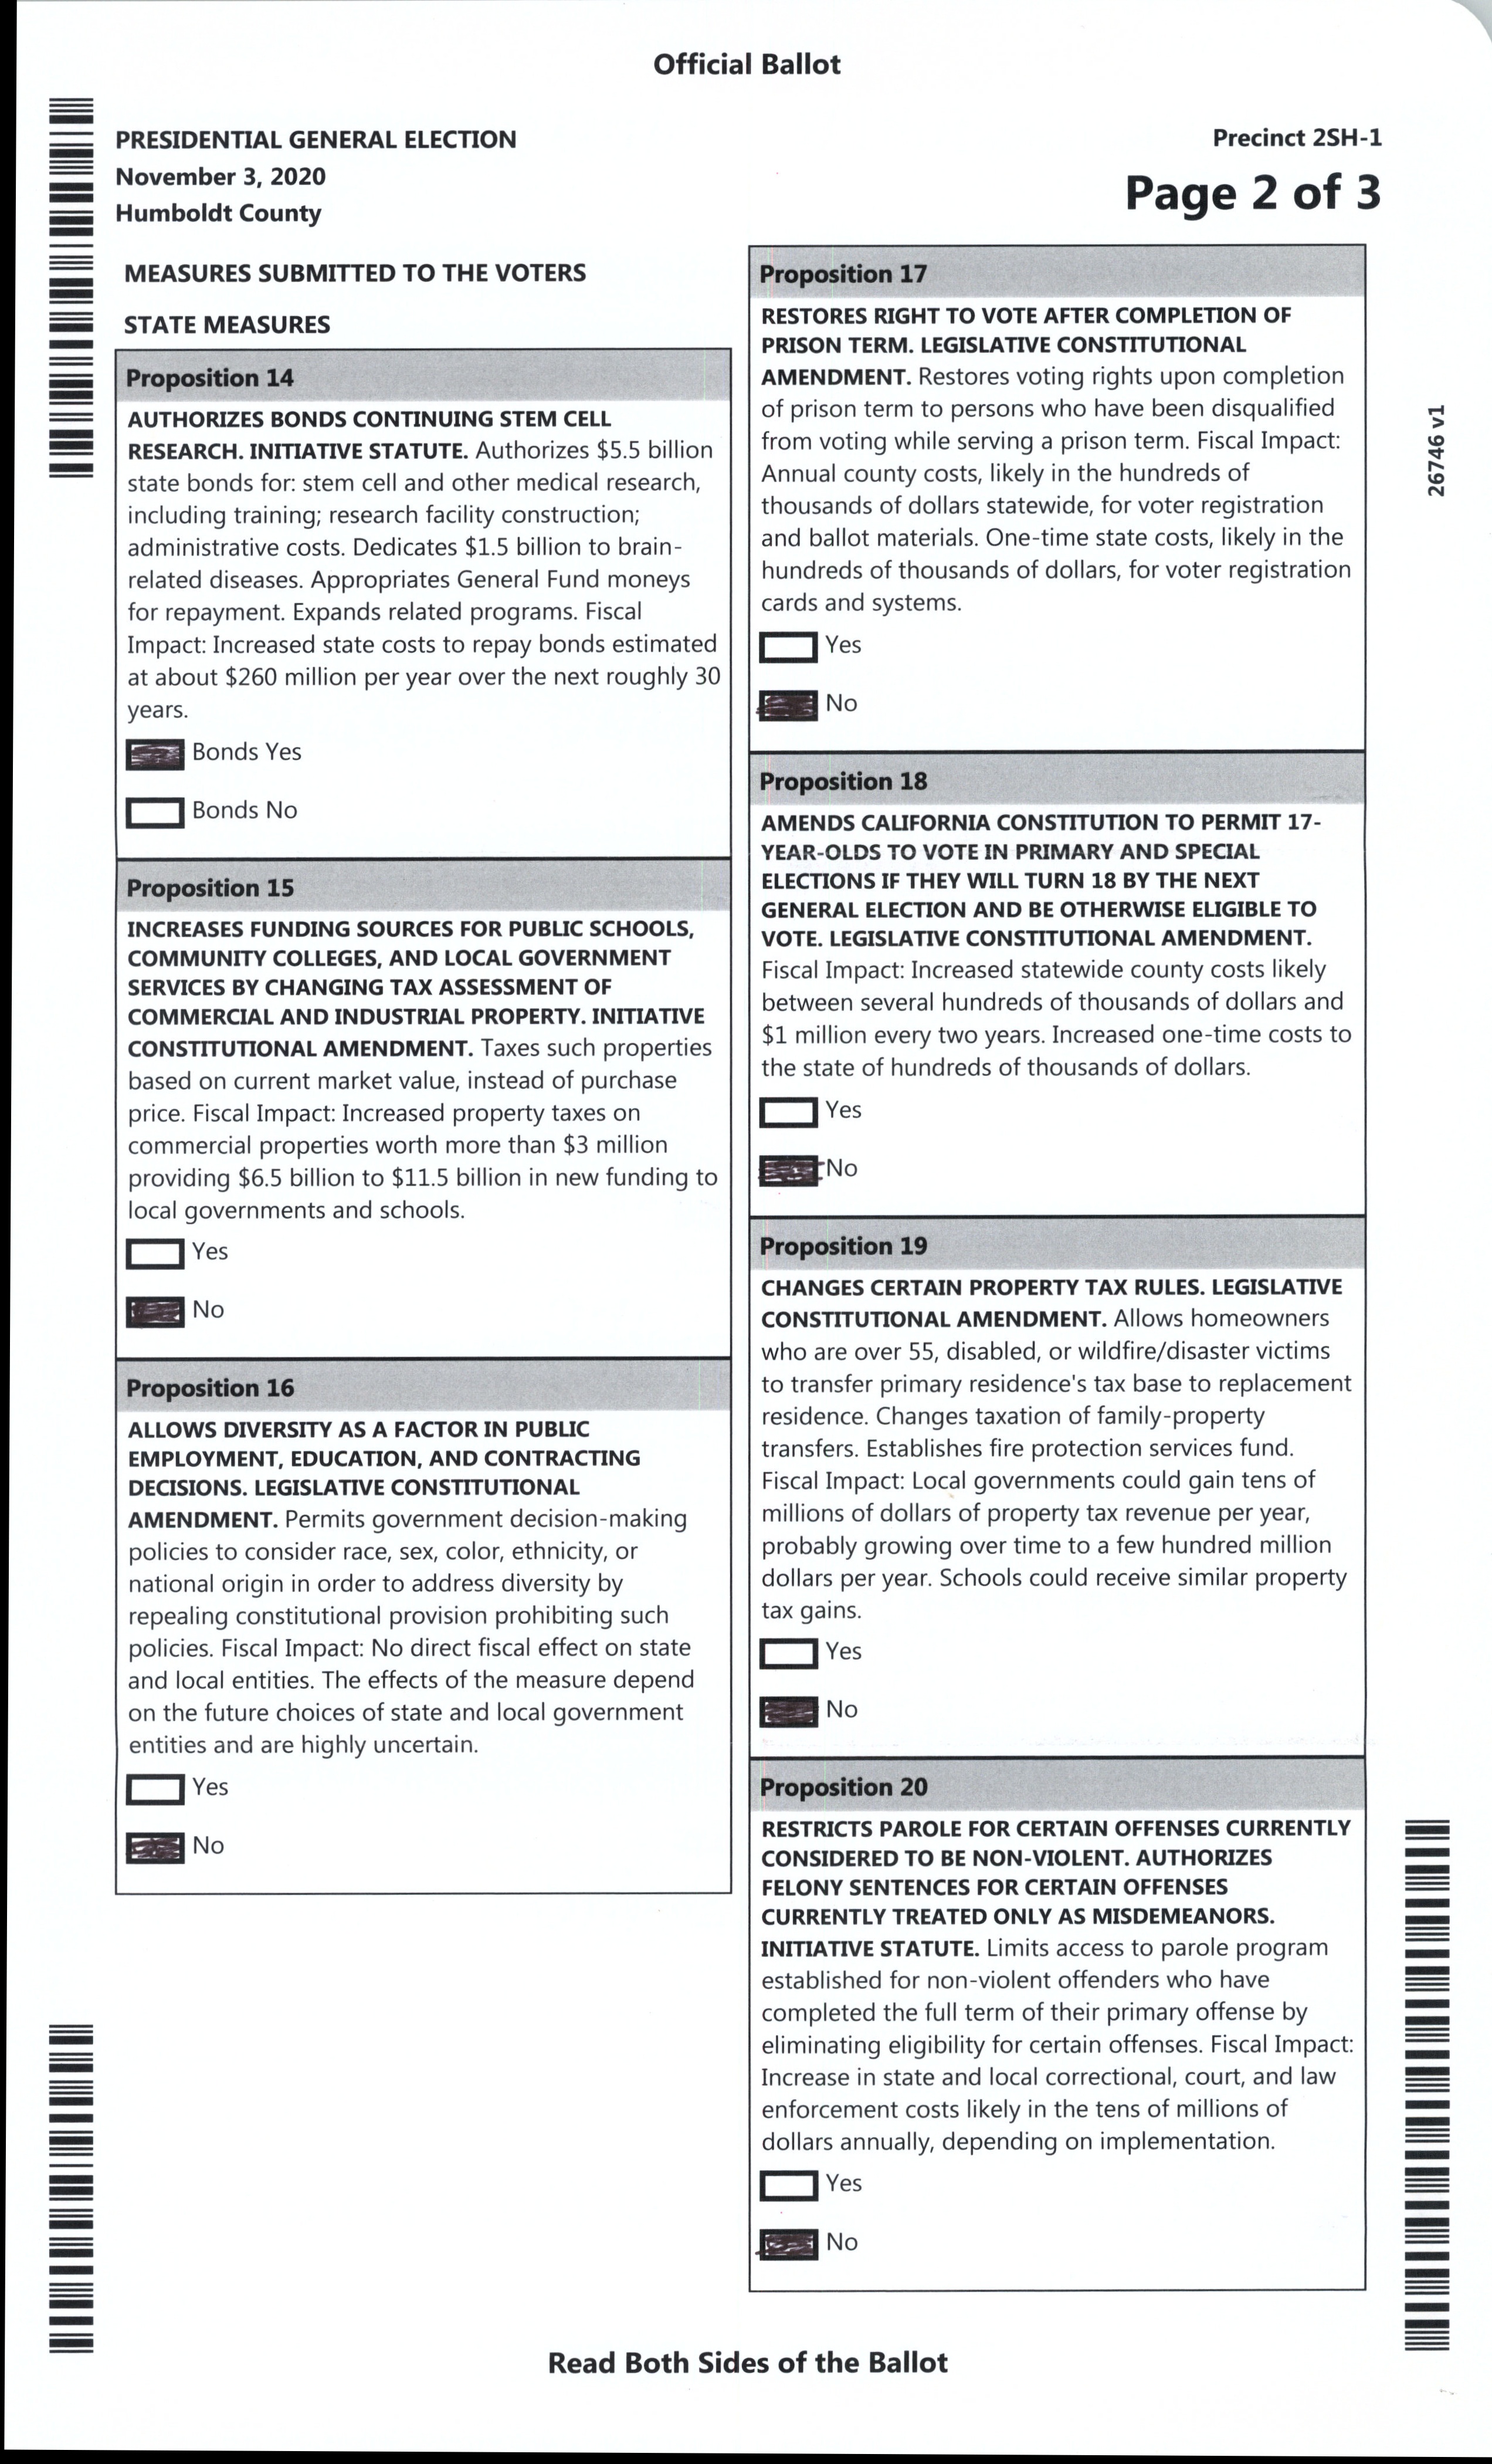 Official Ballot
PRESIDENTIAL GENERAL ELECTION
November 3, 2020
Humboldt County
Precinct 2SH-1
Page 2 of 3
MEASURES SUBMITTED TO THE VOTERS
STATE MEASURES
Proposition 14
AUTHORIZES BONDS CONTINUING STEM CELL
RESEARCH. INITIATIVE STATUTE. Authorizes $5.5 billion
state bonds for: stem cell and other medical research,
including training; research facility construction;
administrative costs. Dedicates $1.5 billion to brain-
related diseases. Appropriates General Fund moneys
for repayment. Expands related programs. Fiscal
Impact: Increased state costs to repay bonds estimated
at about $260 million per year over the next roughly 30
years.
Bonds Yes
Bonds No
Proposition 15
INCREASES FUNDING SOURCES FOR PUBLIC SCHOOLS,
COMMUNITY COLLEGES, AND LOCAL GOVERNMENT
SERVICES BY CHANGING TAX ASSESSMENT OF
COMMERCIAL AND INDUSTRIAL PROPERTY. INITIATIVE
CONSTITUTIONAL AMENDMENT. Taxes such properties
based on current market value, instead of purchase
price. Fiscal Impact: Increased property taxes on
commercial properties worth more than $3 million
providing $6.5 billion to $11.5 billion in new funding to
local governments and schools.
Yes
No
Proposition 16
ALLOWS DIVERSITY AS A FACTOR IN PUBLIC
EMPLOYMENT, EDUCATION, AND CONTRACTING
DECISIONS. LEGISLATIVE CONSTITUTIONAL
AMENDMENT. Permits government decision-making
policies to consider race, sex, color, ethnicity, or
national origin in order to address diversity by
repealing constitutional provision prohibiting such
policies. Fiscal Impact: No direct fiscal effect on state
and local entities. The effects of the measure depend
on the future choices of state and local government
entities and are highly uncertain.
Yes
No
Proposition 17
RESTORES RIGHT TO VOTE AFTER COMPLETION OF
PRISON TERM. LEGISLATIVE CONSTITUTIONAL
AMENDMENT. Restores voting rights upon completion
of prison term to persons who have been disqualified
from voting while serving a prison term. Fiscal Impact:
Annual county costs, likely in the hundreds of
thousands of dollars statewide, for voter registration
and ballot materials. One-time state costs, likely in the
hundreds of thousands of dollars, for voter registration
cards and systems.
Yes
No
Proposition 18
AMENDS CALIFORNIA CONSTITUTION TO PERMIT 17-
YEAR-OLDS TO VOTE IN PRIMARY AND SPECIAL
ELECTIONS IF THEY WILL TURN 18 BY THE NEXT
GENERAL ELECTION AND BE OTHERWISE ELIGIBLE TO
VOTE. LEGISLATIVE CONSTITUTIONAL AMENDMENT.
Fiscal Impact: Increased statewide county costs likely
between several hundreds of thousands of dollars and
$1 million every two years. Increased one-time costs to
the state of hundreds of thousands of dollars.
Yes
No
Proposition 19
CHANGES CERTAIN PROPERTY TAX RULES. LEGISLATIVE
CONSTITUTIONAL AMENDMENT. Allows homeowners
who are over 55, disabled, or wildfire/disaster victims
to transfer primary residence's tax base to replacement
residence. Changes taxation of family-property
transfers. Establishes fire protection services fund.
Fiscal Impact: Local governments could gain tens of
millions of dollars of property tax revenue per year,
probably growing over time to a few hundred million
dollars per year. Schools could receive similar property
tax gains.
Yes
No
Proposition 20
RESTRICTS PAROLE FOR CERTAIN OFFENSES CURRENTLY
CONSIDERED TO BE NON-VIOLENT. AUTHORIZES
FELONY SENTENCES FOR CERTAIN OFFENSES
CURRENTLY TREATED ONLY AS MISDEMEANORS.
INITIATIVE STATUTE. Limits access to parole program
established for non-violent offenders who have
completed the full term of their primary offense by
eliminating eligibility for certain offenses. Fiscal Impact:
Increase in state and local correctional, court, and law
enforcement costs likely in the tens of millions of
dollars annually, depending on implementation.
Yes
No
26746 v1
Read Both Sides of the Ballot